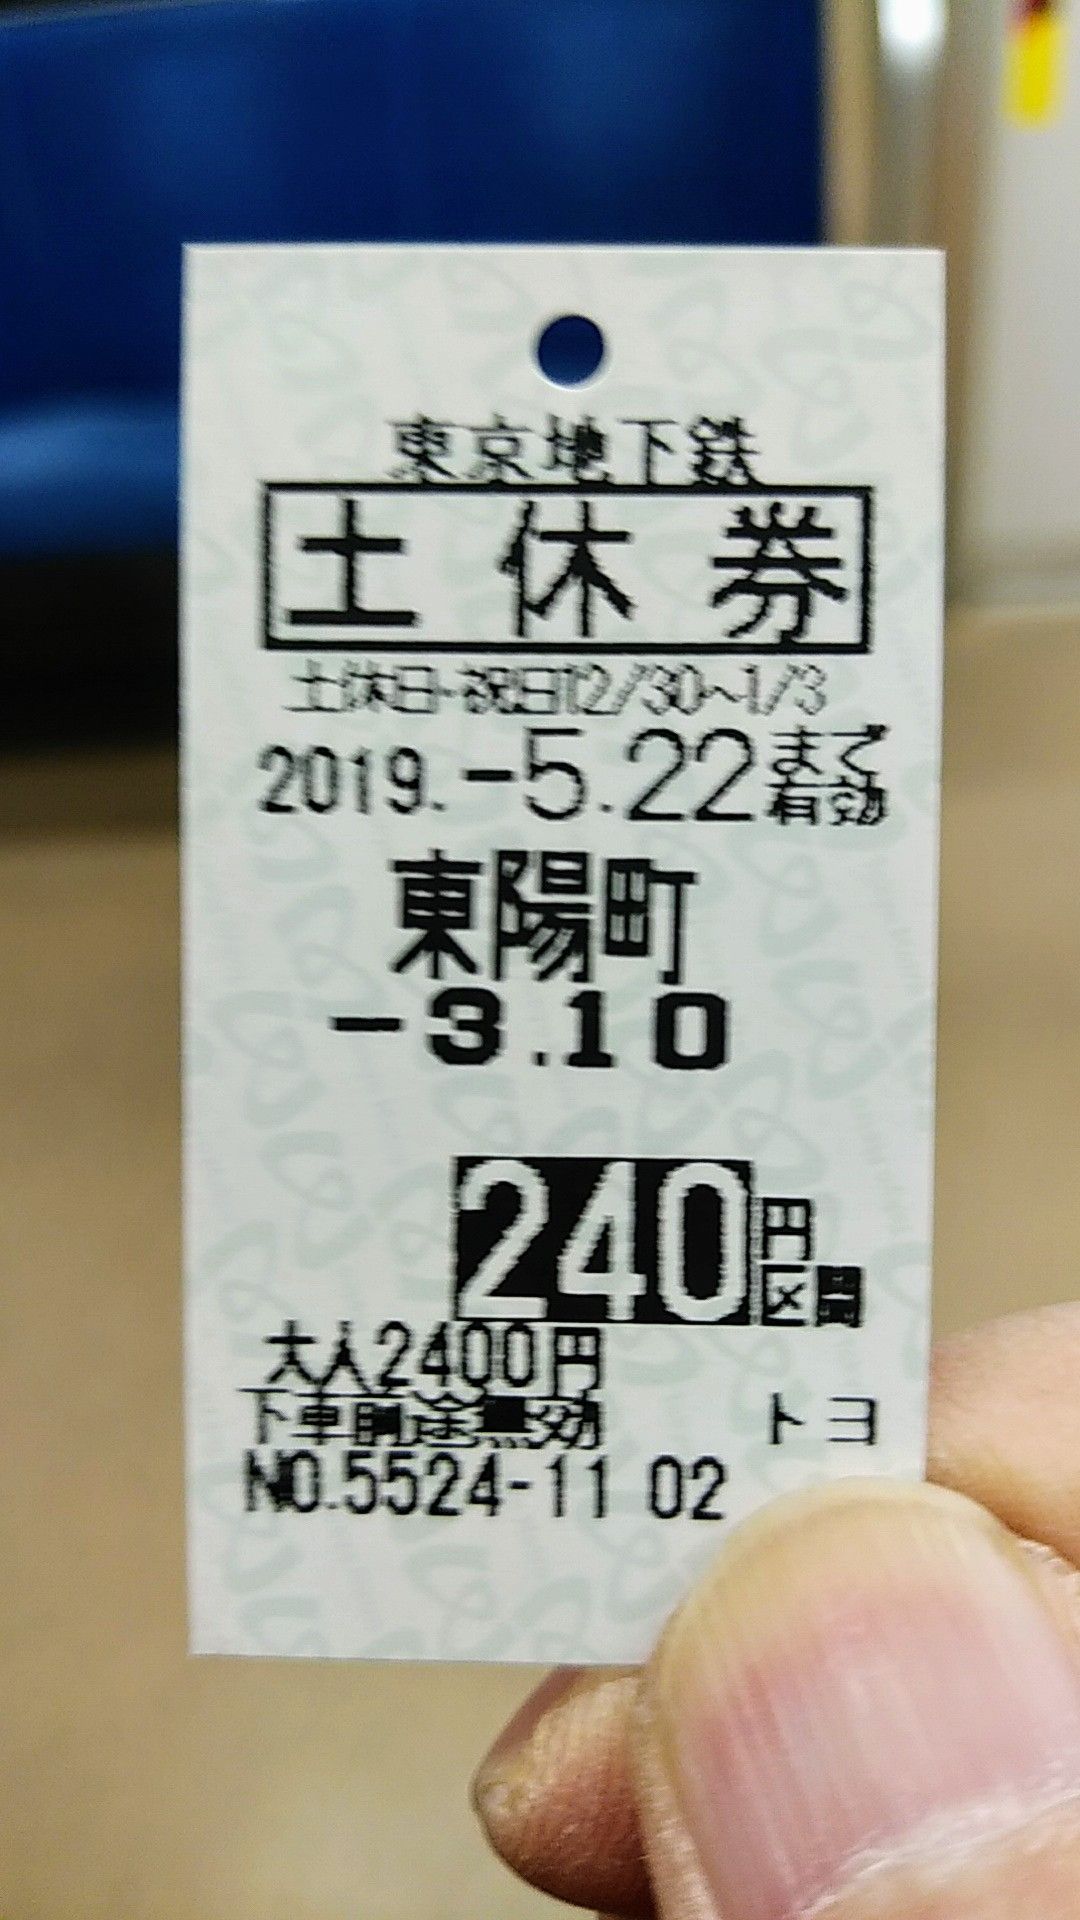 東京地下鉄
土休券
土休日・祝日12/30~1/3
2019.-5.22まで有効
東陽町
-3.10
240円区間
大人2400円
下車前途無効 トヨ
NO.5524-11 02